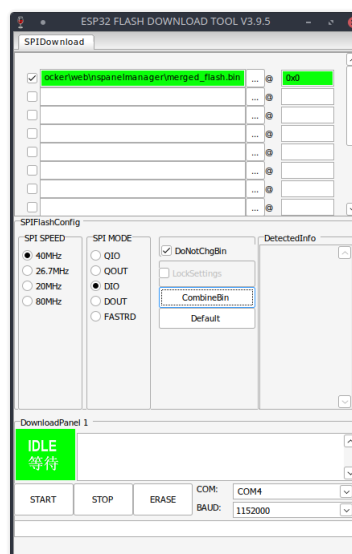 ESP32 FLASH DOWNLOAD TOOL V3.9.5
SPIDownload
ocker\web\nspanelmanager\merged_flash.bin ... @ 0x0
... @
... @
... @
... @
... @
... @
... @
SPIFlashConfig
SPI SPEED SPI MODE DetectedInfo
40MHz QIO DoNotChgBin
26.7MHz QOUT LockSettings
20MHz DIO CombineBin
80MHz DOUT Default
FASTRD
DownloadPanel 1
IDLE
等待
START STOP ERASE COM: COM4
BAUD: 1152000